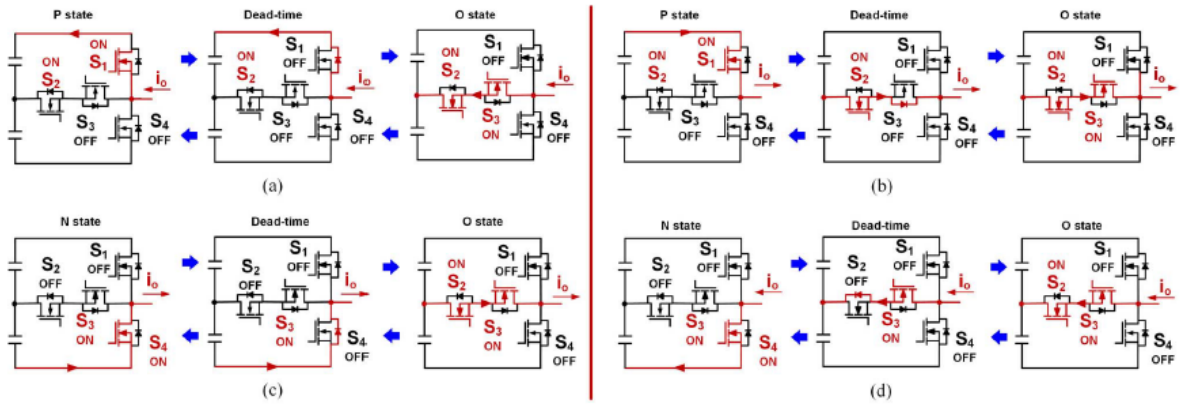 P state
Dead-time
O state
ON
S1
ON
S2
S3
OFF
S4
OFF
io
S1
OFF
ON
S2
S3
OFF
S4
OFF
io
S1
OFF
ON
S2
S3
ON
S4
OFF
io
(a)
P state
Dead-time
O state
ON
S1
ON
S2
S3
OFF
S4
OFF
io
S1
OFF
ON
S2
S3
OFF
S4
OFF
io
S1
OFF
ON
S2
S3
ON
S4
OFF
io
(b)
N state
Dead-time
O state
S1
OFF
S2
OFF
S3
ON
S4
ON
io
S1
OFF
S2
OFF
S3
ON
S4
OFF
io
S1
OFF
ON
S2
S3
ON
S4
OFF
io
(c)
N state
Dead-time
O state
S1
OFF
S2
OFF
S3
ON
S4
ON
io
S1
OFF
S2
OFF
S3
ON
S4
OFF
io
S1
OFF
ON
S2
S3
ON
S4
OFF
io
(d)